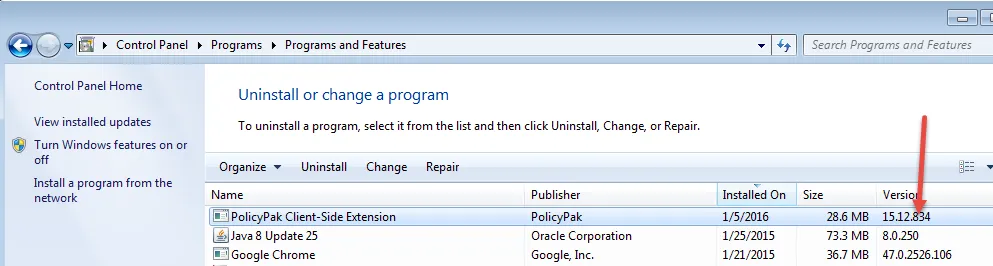 Control Panel ▸ Programs ▸ Programs and Features
Search Programs and Features
Control Panel Home
View installed updates
Turn Windows features on or
off
Install a program from the
network
Uninstall or change a program
To uninstall a program, select it from the list and then click Uninstall, Change, or Repair.
Organize Uninstall Change Repair
Name Publisher Installed On Size Version
PolicyPak Client-Side Extension PolicyPak 1/5/2016 28.6 MB 15.12.834
Java 8 Update 25 Oracle Corporation 1/25/2015 73.3 MB 8.0.250
Google Chrome Google, Inc. 1/21/2015 36.7 MB 47.0.2526.106